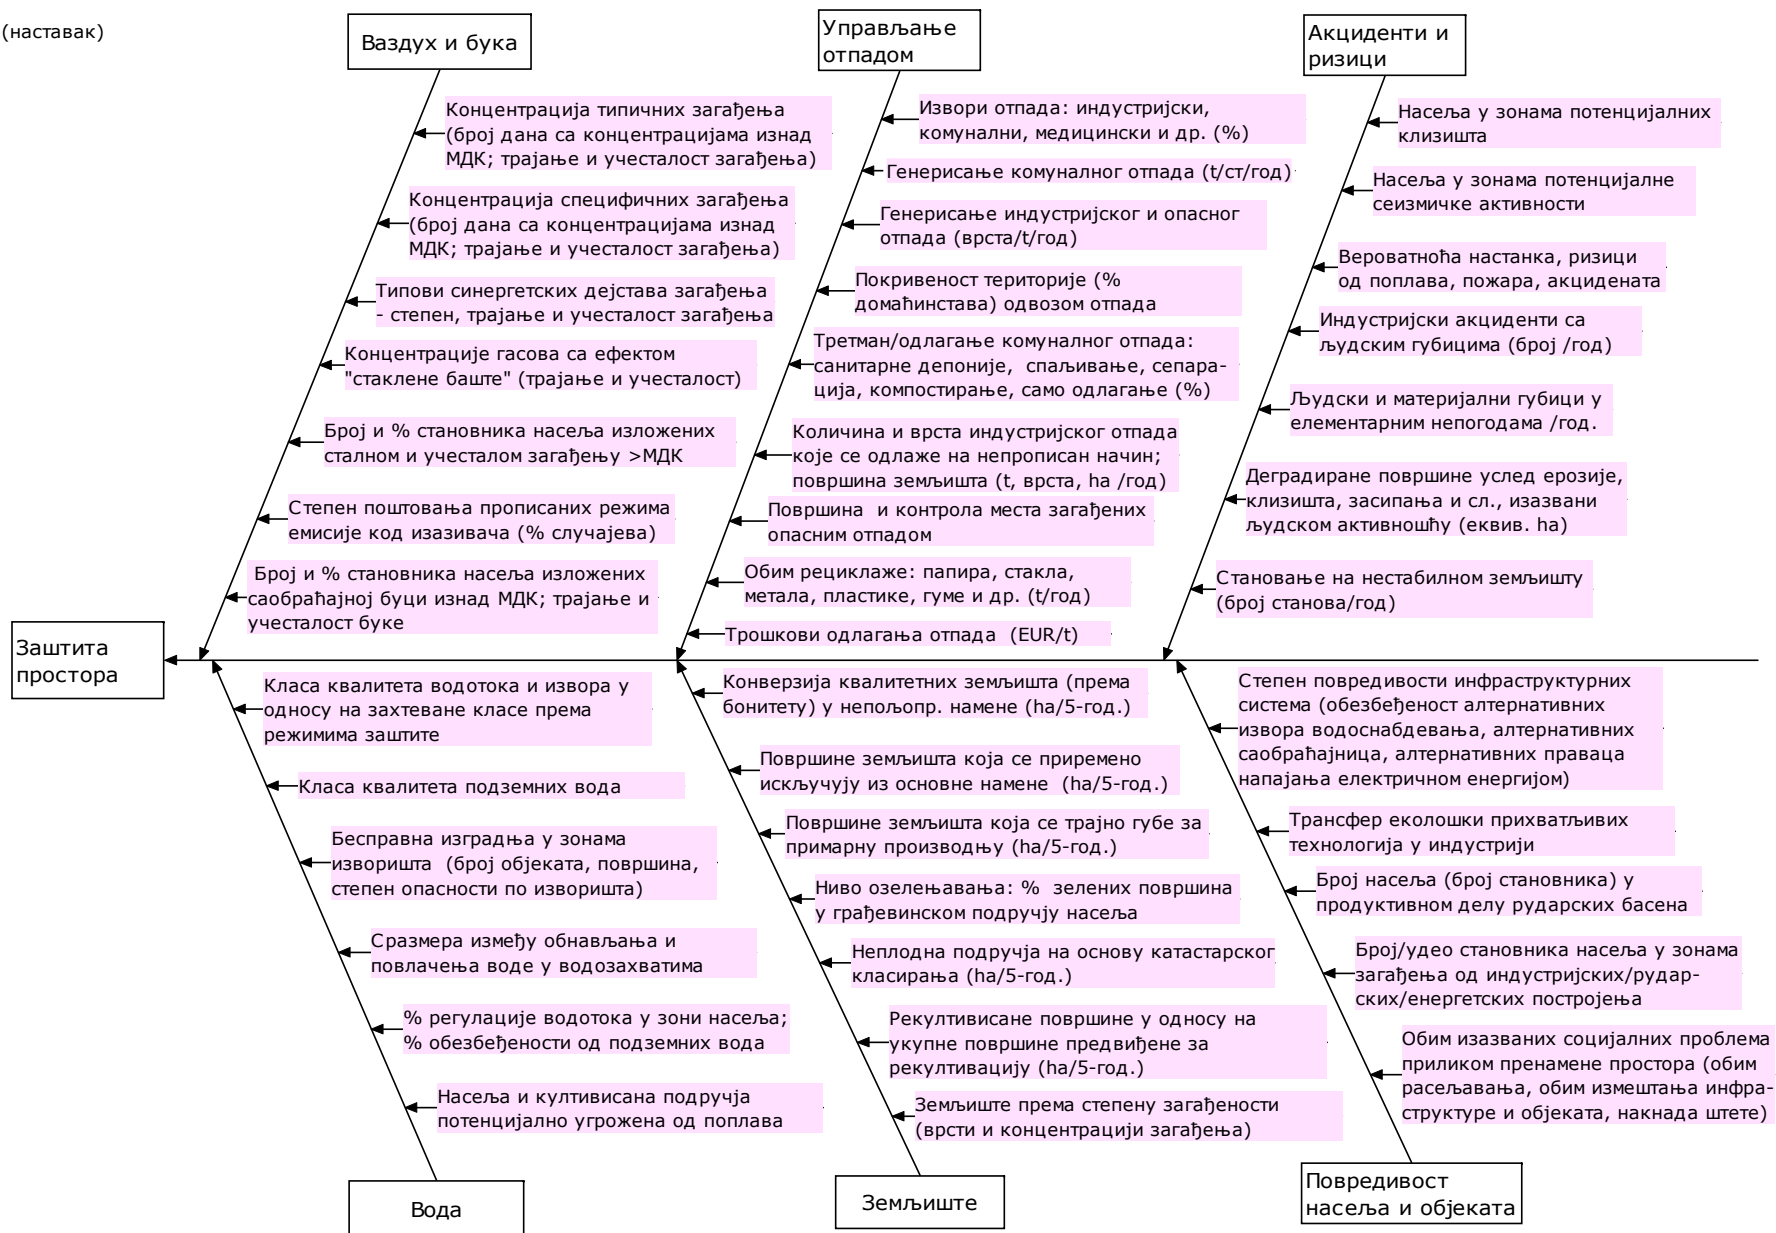 (наставак)
Ваздух и бука
Концентрација типичних загађења
(број дана са концентрацијама изнад
МДК; трајање и учесталост загађења)
Концентрација специфичних загађења
(број дана са концентрацијама изнад
МДК; трајање и учесталост загађења)
Типови синергетских дејстава загађења
- степен, трајање и учесталост загађења
Концентрације гасова са ефектом
"стаклене баште" (трајање и учесталост)
Број и % становника насеља изложених
сталном и учесталом загађењу >МДК
Степен поштовања прописаних режима
емисије код изазивача (% случајева)
Број и % становника насеља изложених
саобраћајној буци изнад МДК; трајање и
учесталост буке
Управљање
отпадом
Извори отпада: индустријски,
комунални, медицински и др. (%)
Генерисање комуналног отпада (t/ст/год)
Генерисање индустријског и опасног
отпада (врста/t/год)
Покривеност територије (%
домаћинстава) одвозом отпада
Третман/одлагање комуналног отпада:
санитарне депоније, спаљивање, сепара-
ција, компостирање, само одлагање (%)
Количина и врста индустријског отпада
које се одлаже на непрописан начин;
површина земљишта (t, врста, ha /год)
Површина и контрола места загађених
опасним отпадом
Обим рециклаже: папира, стакла,
метала, пластике, гуме и др. (t/год)
Трошкови одлагања отпада (EUR/t)
Акциденти и
ризици
Насеља у зонама потенцијалних
клизишта
Насеља у зонама потенцијалне
сеизмичке активности
Вероватноћа настанка, ризици
од поплава, пожара, акцидената
Индустријски акциденти са
људским губицима (број /год)
Људски и материјални губици у
елементарним непогодама /год.
Деградиране површине услед ерозије,
клизишта, засипања и сл., изазвани
људском активношћу (еквив. ha)
Становање на нестабилном земљишту
(број станова/год)
Заштита
простора
Класа квалитета водотока и извора у
односу на захтеване класе према
режимима заштите
Класа квалитета подземних вода
Бесправна изградња у зонама
изворишта (број објеката, површина,
степен опасности по изворишта)
Сразмера између обнављања и
повлачења воде у водозахватима
% регулације водотока у зони насеља;
% обезбеђености од подземних вода
Насеља и култивисана подручја
потенцијално угрожена од поплава
Вода
Конверзија квалитетних земљишта (према
бонитету) у непољопр. намене (ha/5-год.)
Површине земљишта која се приремено
искључују из основне намене (ha/5-год.)
Површине земљишта која се трајно губе за
примарну производњу (ha/5-год.)
Ниво озелењавања: % зелених површина
у грађевинском подручју насеља
Неплодна подручја на основу катастарског
класирања (ha/5-год.)
Рекултивисане површине у односу на
укупне површине предвиђене за
рекултивацију (ha/5-год.)
Земљиште према степену загађености
(врсти и концентрацији загађења)
Земљиште
Степен повредивости инфраструктурних
система (обезбеђеност алтернативних
извора водоснабдевања, алтернативних
саобраћајница, алтернативних праваца
напајања електричном енергијом)
Трансфер еколошки прихватљивих
технологија у индустрији
Број насеља (број становника) у
продуктивном делу рударских басена
Број/удео становника насеља у зонама
загађења од индустријских/рудар-
ских/енергетских постројења
Обим изазваних социјалних проблема
приликом пренамене простора (обим
расељавања, обим измештања инфра-
структуре и објеката, накнада штете)
Повредивост
насеља и објеката